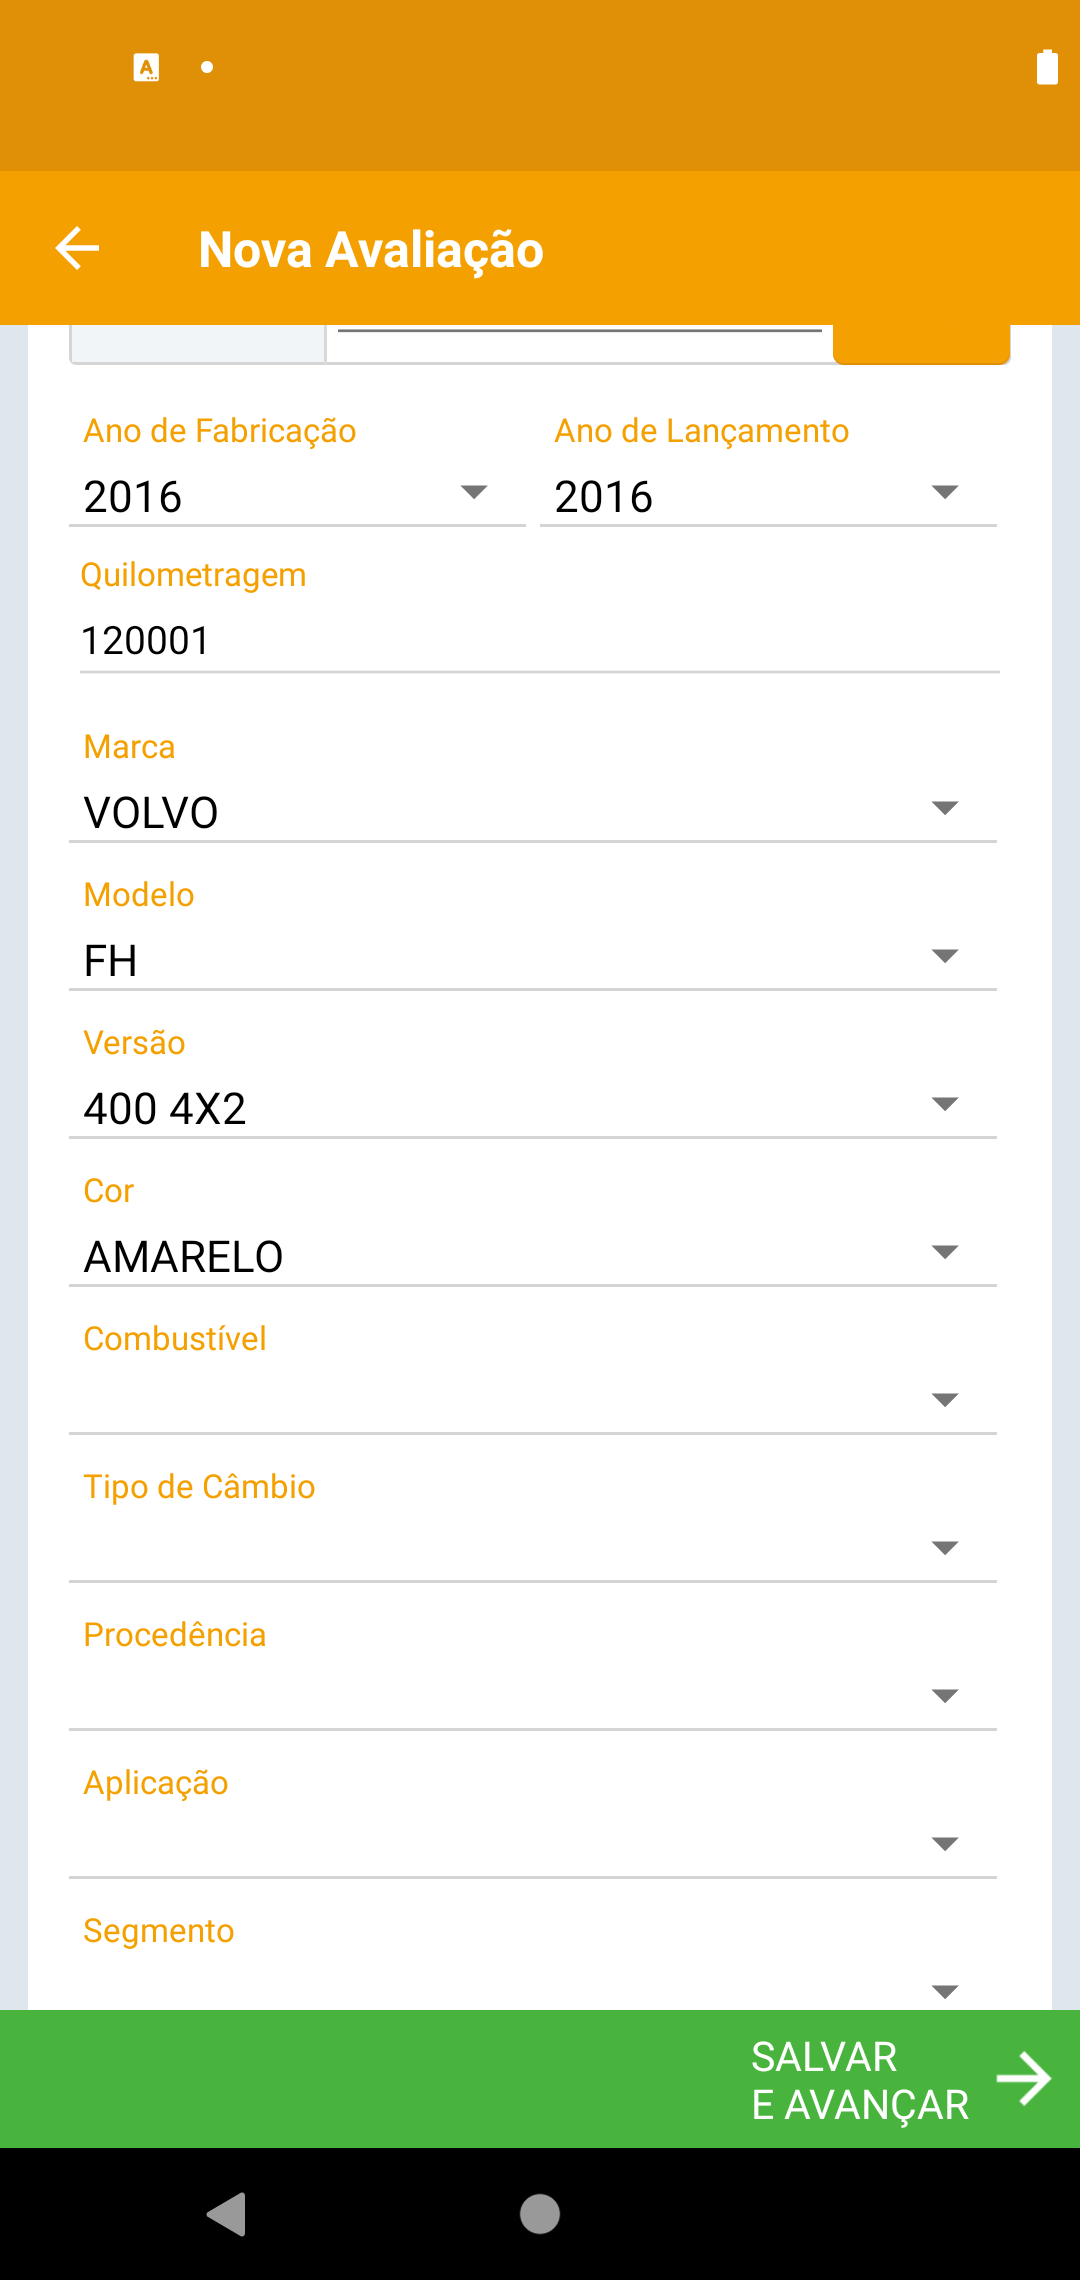 Nova Avaliação
Ano de Fabricação
Ano de Lançamento
2016
2016
Quilometragem
120001
Marca
VOLVO
Modelo
FH
Versão
400 4X2
Cor
AMARELO
Combustível
Tipo de Câmbio
Procedência
Aplicação
Segmento
SALVAR
E AVANÇAR